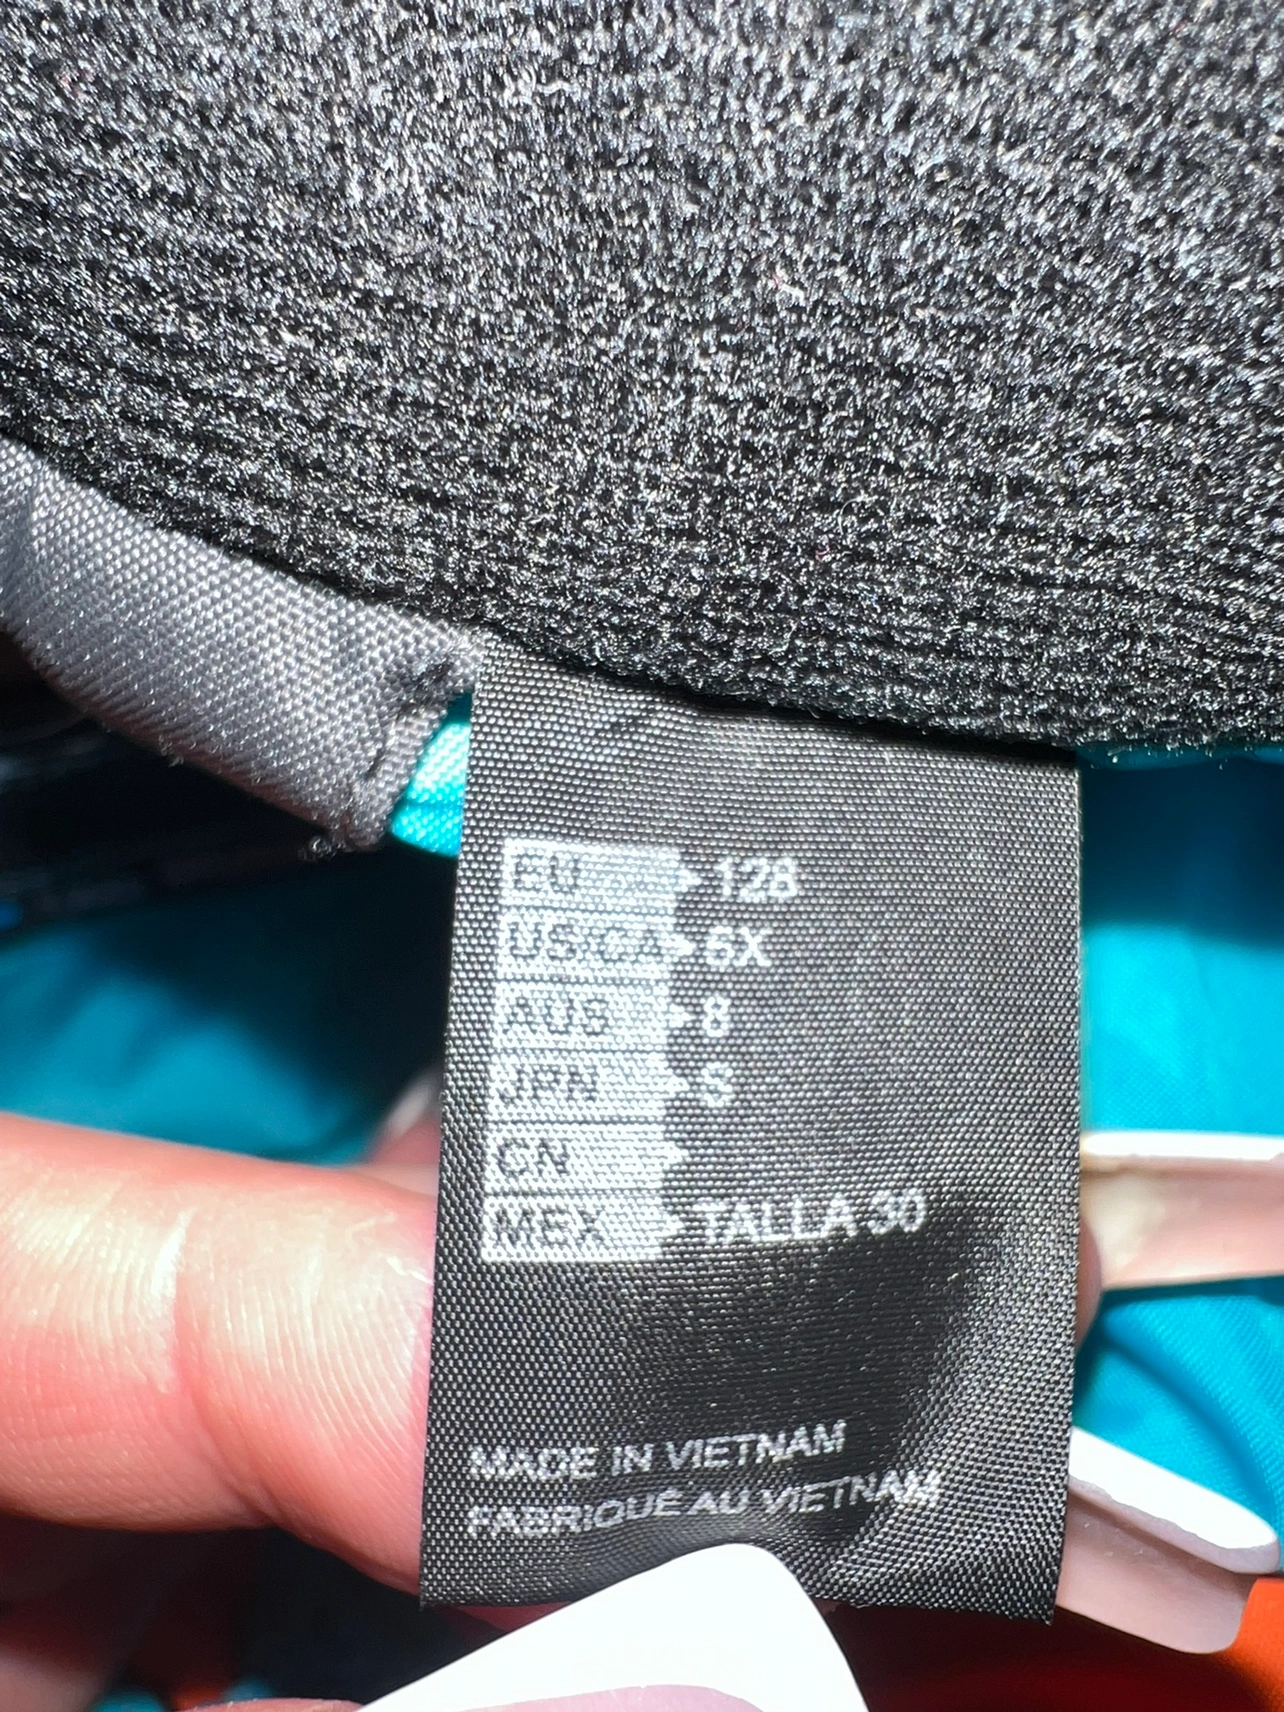 EU 128
US/CA 6X
AUS 8
JPN S
CN
MEX TALLA 30
MADE IN VIETNAM
FABRIQUÉ AU VIETNAM